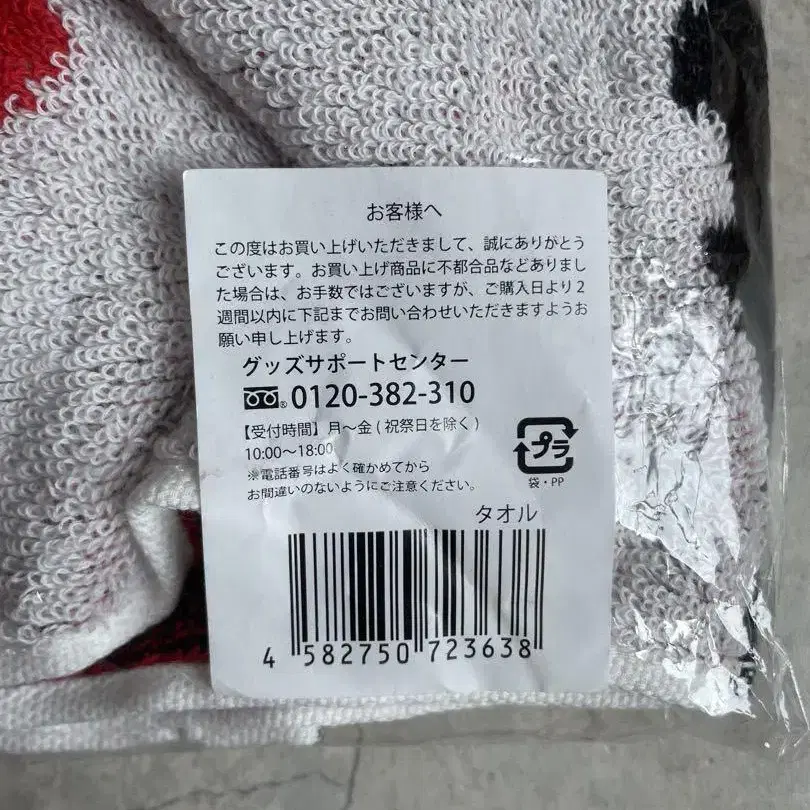 お客様へ
この度はお買い上げいただきまして、誠にありがとう
ございます。お買い上げ商品に不都合品などありまし
た場合は、お手数ではございますが、ご購入日より2
週間以内に下記までお問い合わせいただきますようお
願い申し上げます。
グッズサポートセンター
® 0120-382-310
【受付時間】月～金(祝祭日を除く)
10:00～18:00
※電話番号はよく確かめてから
お間違いのないようにご注意ください。
プラ
袋・PP
タオル
4 582750 723638